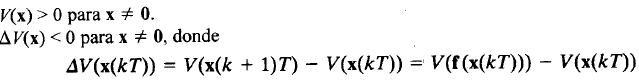 V(x) > 0 para x ≠ 0.
ΔV(x) < 0 para x ≠ 0, donde
ΔV(x(kT)) = V(x(k + 1)T) − V(x(kT)) = V(f(x(kT))) − V(x(kT))